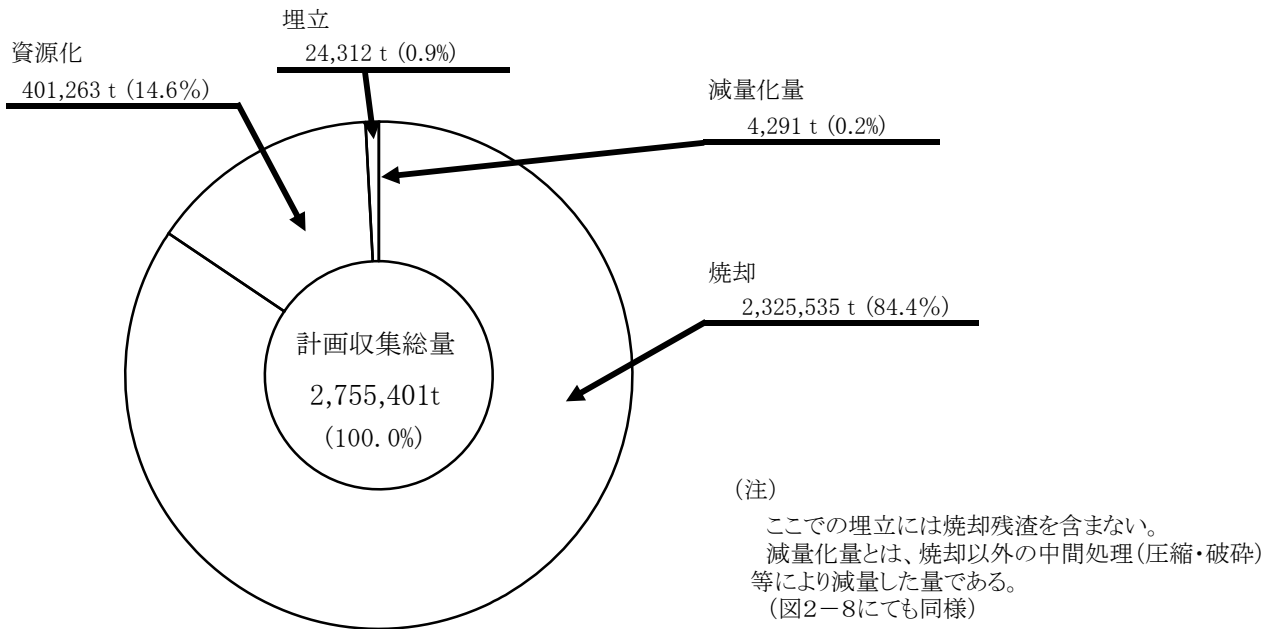 埋立
24,312 t (0.9%)
資源化
401,263 t (14.6%)
減量化量
4,291 t (0.2%)
焼却
2,325,535 t (84.4%)
計画収集総量
2,755,401t
(100.0%)
(注)
ここでの埋立には焼却残渣を含まない。
減量化量とは、焼却以外の中間処理(圧縮・破砕)
等により減量した量である。
(図2-8にても同様)